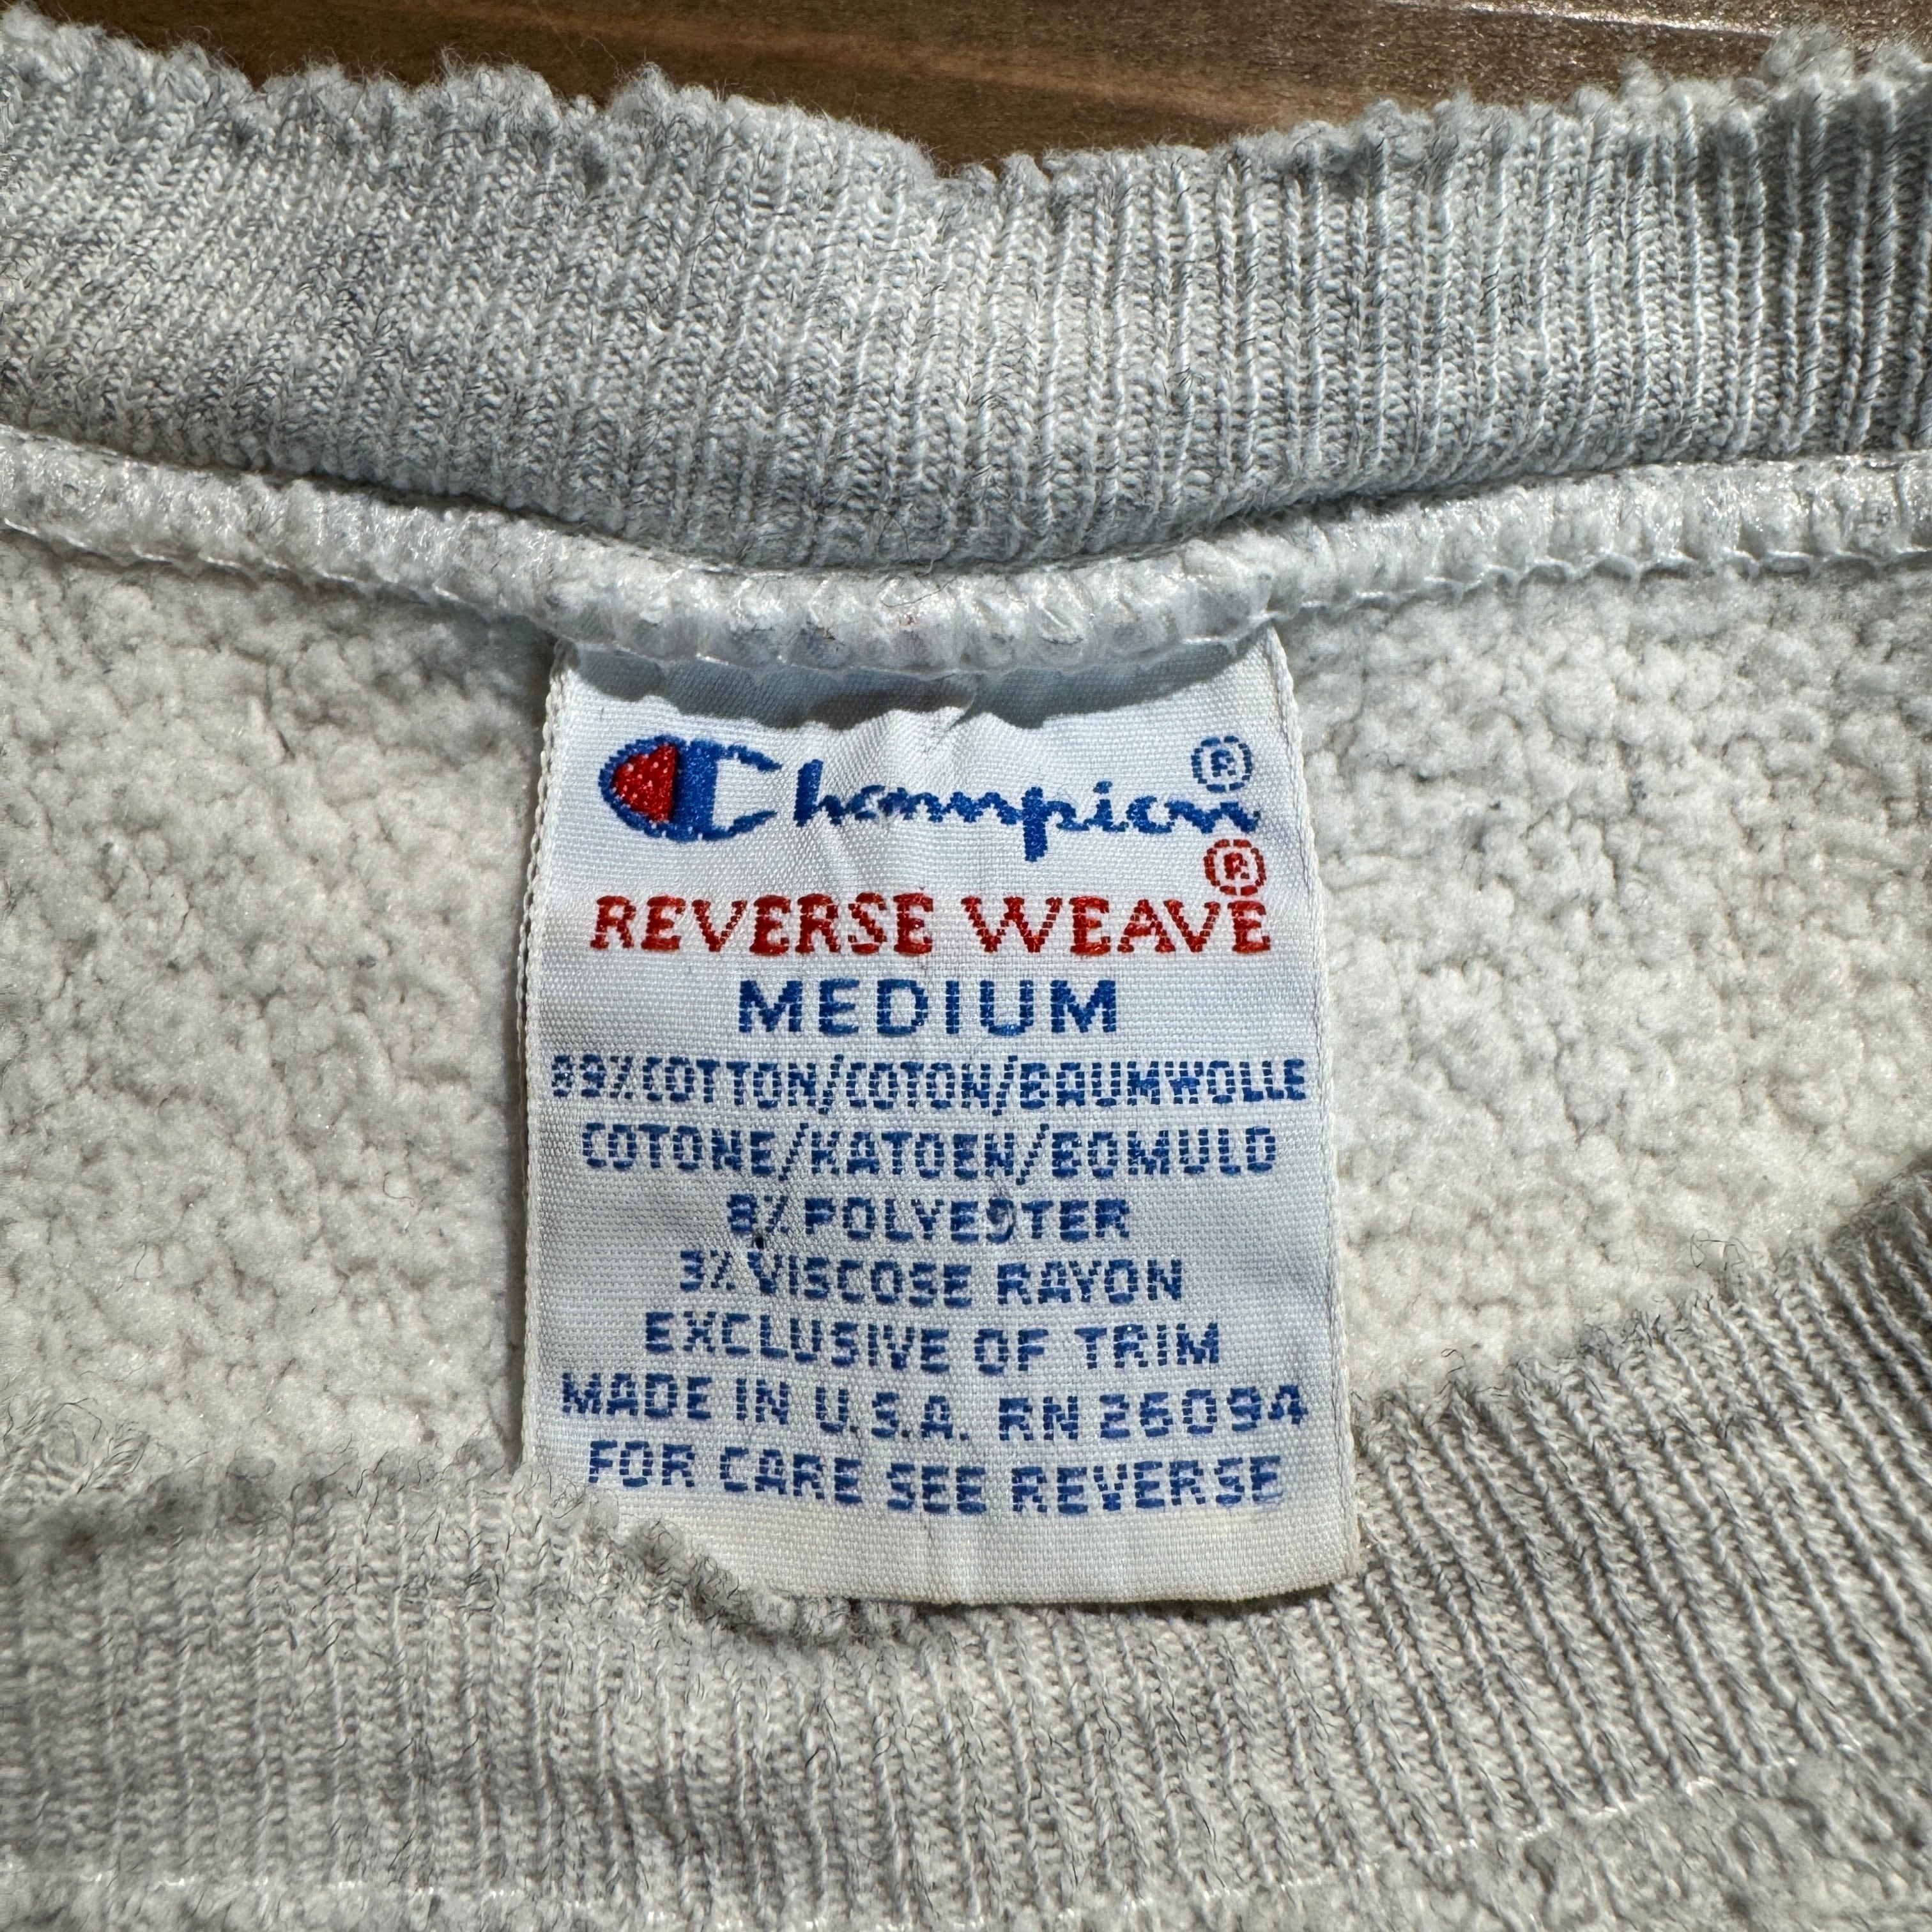 Champion®
REVERSE WEAVE®
MEDIUM
89% COTTON/COTON/BAUMWOLLE
COTONE/KATOEN/BOMULD
8% POLYESTER
3% VISCOSE RAYON
EXCLUSIVE OF TRIM
MADE IN U.S.A. RN 26094
FOR CARE SEE REVERSE